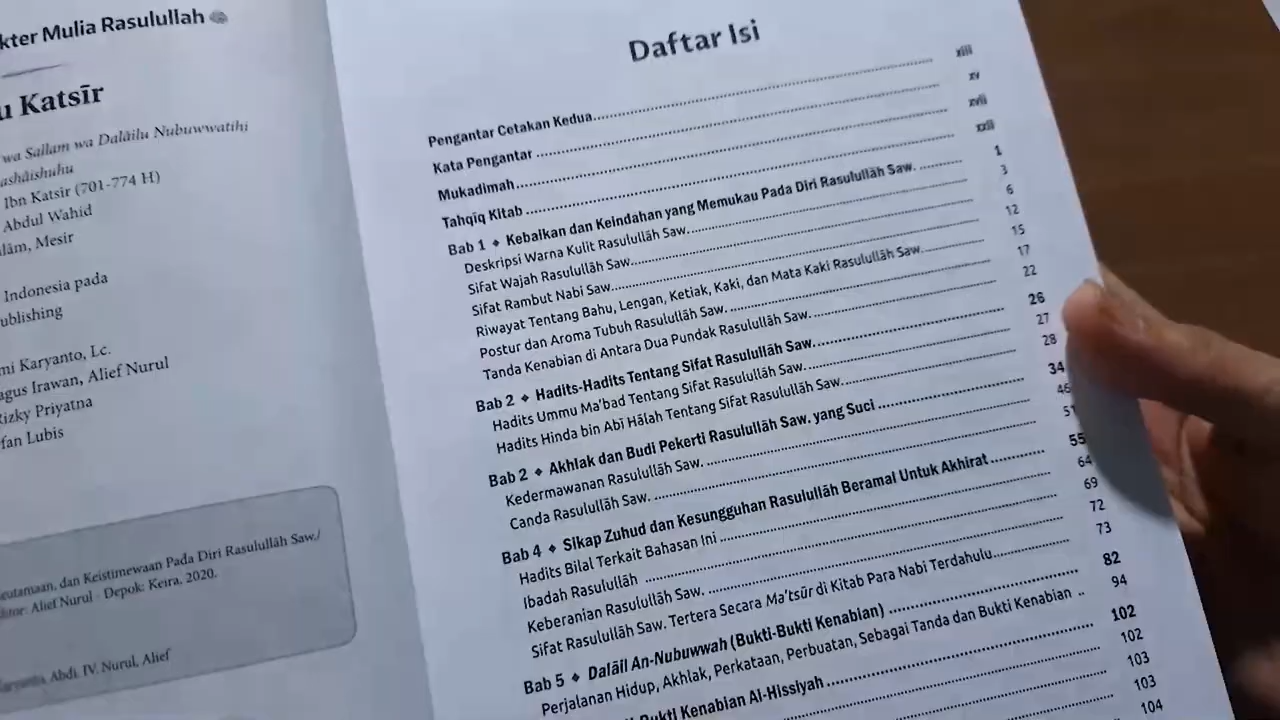 kter Mulia Rasulullah
u Katsīr
wa Sallam wa Dalāilu Nubuwwatihi
ashāishuhu
Ibn Katsir (701-774 H)
Abdul Wahid
lām, Mesir
Indonesia pada
ublishing
mi Karyanto, Lc.
agus Irawan, Alief Nurul
Rizky Priyatna
fan Lubis
eutamaan, dan Keistimewaan Pada Diri Rasulullāh Saw./
ditor: Alief Nurul - Depok: Keira, 2020.
Karyanto, Abdi. IV. Nurul, Alief
Daftar Isi
Pengantar Cetakan Kedua xiii
Kata Pengantar xv
Mukadimah xvii
Tahqīq Kitab xxii
Bab 1 ◆ Kebaikan dan Keindahan yang Memukau Pada Diri Rasulullāh Saw. 1
Deskripsi Warna Kulit Rasulullāh Saw. 3
Sifat Wajah Rasulullāh Saw. 6
Sifat Rambut Nabi Saw. 12
Riwayat Tentang Bahu, Lengan, Ketiak, Kaki, dan Mata Kaki Rasulullāh Saw. 15
Postur dan Aroma Tubuh Rasulullāh Saw. 17
Tanda Kenabian di Antara Dua Pundak Rasulullāh Saw. 22
Bab 2 ◆ Hadits-Hadits Tentang Sifat Rasulullāh Saw. 26
Hadits Ummu Ma'bad Tentang Sifat Rasulullāh Saw. 27
Hadits Hinda bin Abī Hālah Tentang Sifat Rasulullāh Saw. 28
Bab 2 ◆ Akhlak dan Budi Pekerti Rasulullāh Saw. yang Suci 34
Kedermawanan Rasulullāh Saw. 46
Canda Rasulullāh Saw. 51
Bab 4 ◆ Sikap Zuhud dan Kesungguhan Rasulullāh Beramal Untuk Akhirat 55
Hadits Bilal Terkait Bahasan Ini 64
Ibadah Rasulullāh 69
Keberanian Rasulullāh Saw. 72
Sifat Rasulullāh Saw. Tertera Secara Ma'tsūr di Kitab Para Nabi Terdahulu 73
Bab 5 ◆ Dalāil An-Nubuwwah (Bukti-Bukti Kenabian) 82
Perjalanan Hidup, Akhlak, Perkataan, Perbuatan, Sebagai Tanda dan Bukti Kenabian 94
Bukti Kenabian Al-Hissiyah 102
102
103
103
104